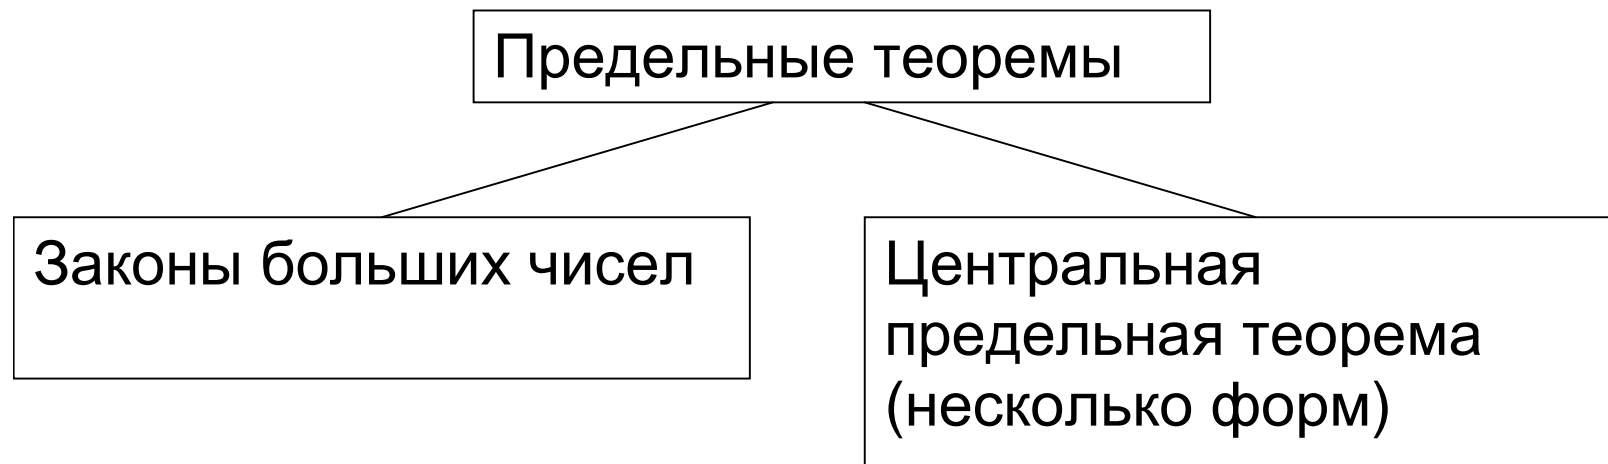 Предельные теоремы
Законы больших чисел
Центральная
предельная теорема
(несколько форм)